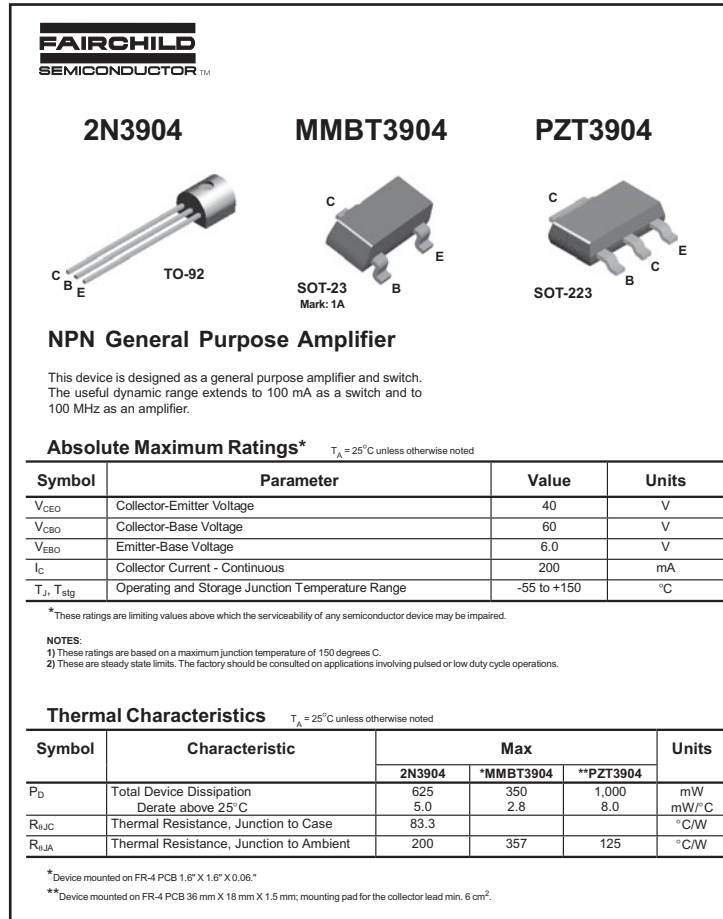 FAIRCHILD
SEMICONDUCTOR TM
2N3904 MMBT3904 PZT3904
C
B
E
TO-92
C
E
B
SOT-23
Mark: 1A
C
E
C
B
SOT-223
NPN General Purpose Amplifier
This device is designed as a general purpose amplifier and switch.
The useful dynamic range extends to 100 mA as a switch and to
100 MHz as an amplifier.
Absolute Maximum Ratings* TA = 25°C unless otherwise noted
Symbol Parameter Value Units
VCEO Collector-Emitter Voltage 40 V
VCBO Collector-Base Voltage 60 V
VEBO Emitter-Base Voltage 6.0 V
IC Collector Current - Continuous 200 mA
TJ, Tstg Operating and Storage Junction Temperature Range -55 to +150 °C
*These ratings are limiting values above which the serviceability of any semiconductor device may be impaired.
NOTES:
1) These ratings are based on a maximum junction temperature of 150 degrees C.
2) These are steady state limits. The factory should be consulted on applications involving pulsed or low duty cycle operations.
Thermal Characteristics TA = 25°C unless otherwise noted
Symbol Characteristic Max Units
2N3904 *MMBT3904 **PZT3904
PD Total Device Dissipation 625 350 1,000 mW
Derate above 25°C 5.0 2.8 8.0 mW/°C
RθJC Thermal Resistance, Junction to Case 83.3 °C/W
RθJA Thermal Resistance, Junction to Ambient 200 357 125 °C/W
*Device mounted on FR-4 PCB 1.6" X 1.6" X 0.06."
**Device mounted on FR-4 PCB 36 mm X 18 mm X 1.5 mm; mounting pad for the collector lead min. 6 cm².